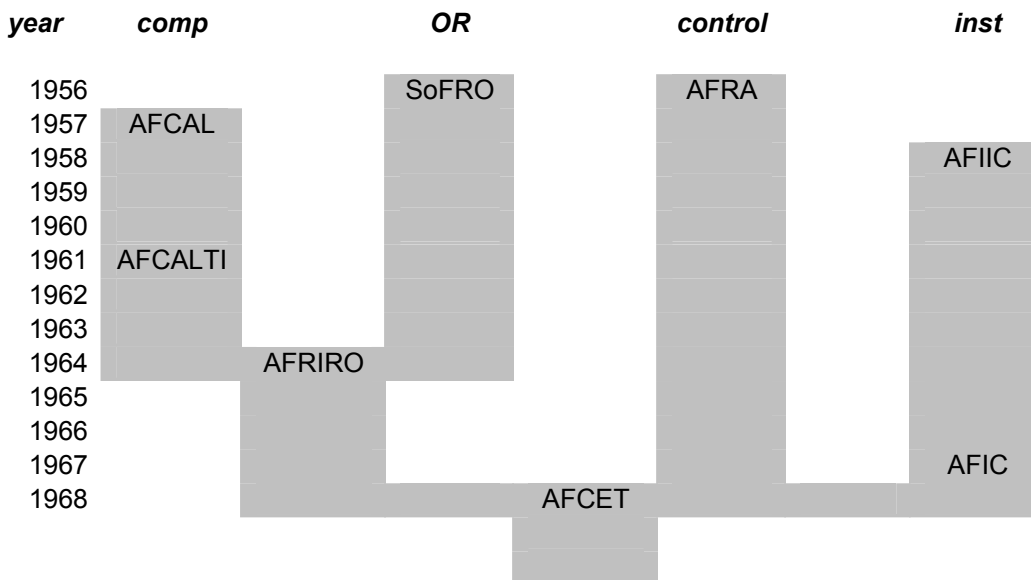 year comp OR control inst
1956 SoFRO AFRA
1957 AFCAL
1958 AFIIC
1959
1960
1961 AFCALTI
1962
1963
1964 AFRIRO
1965
1966
1967 AFIC
1968 AFCET